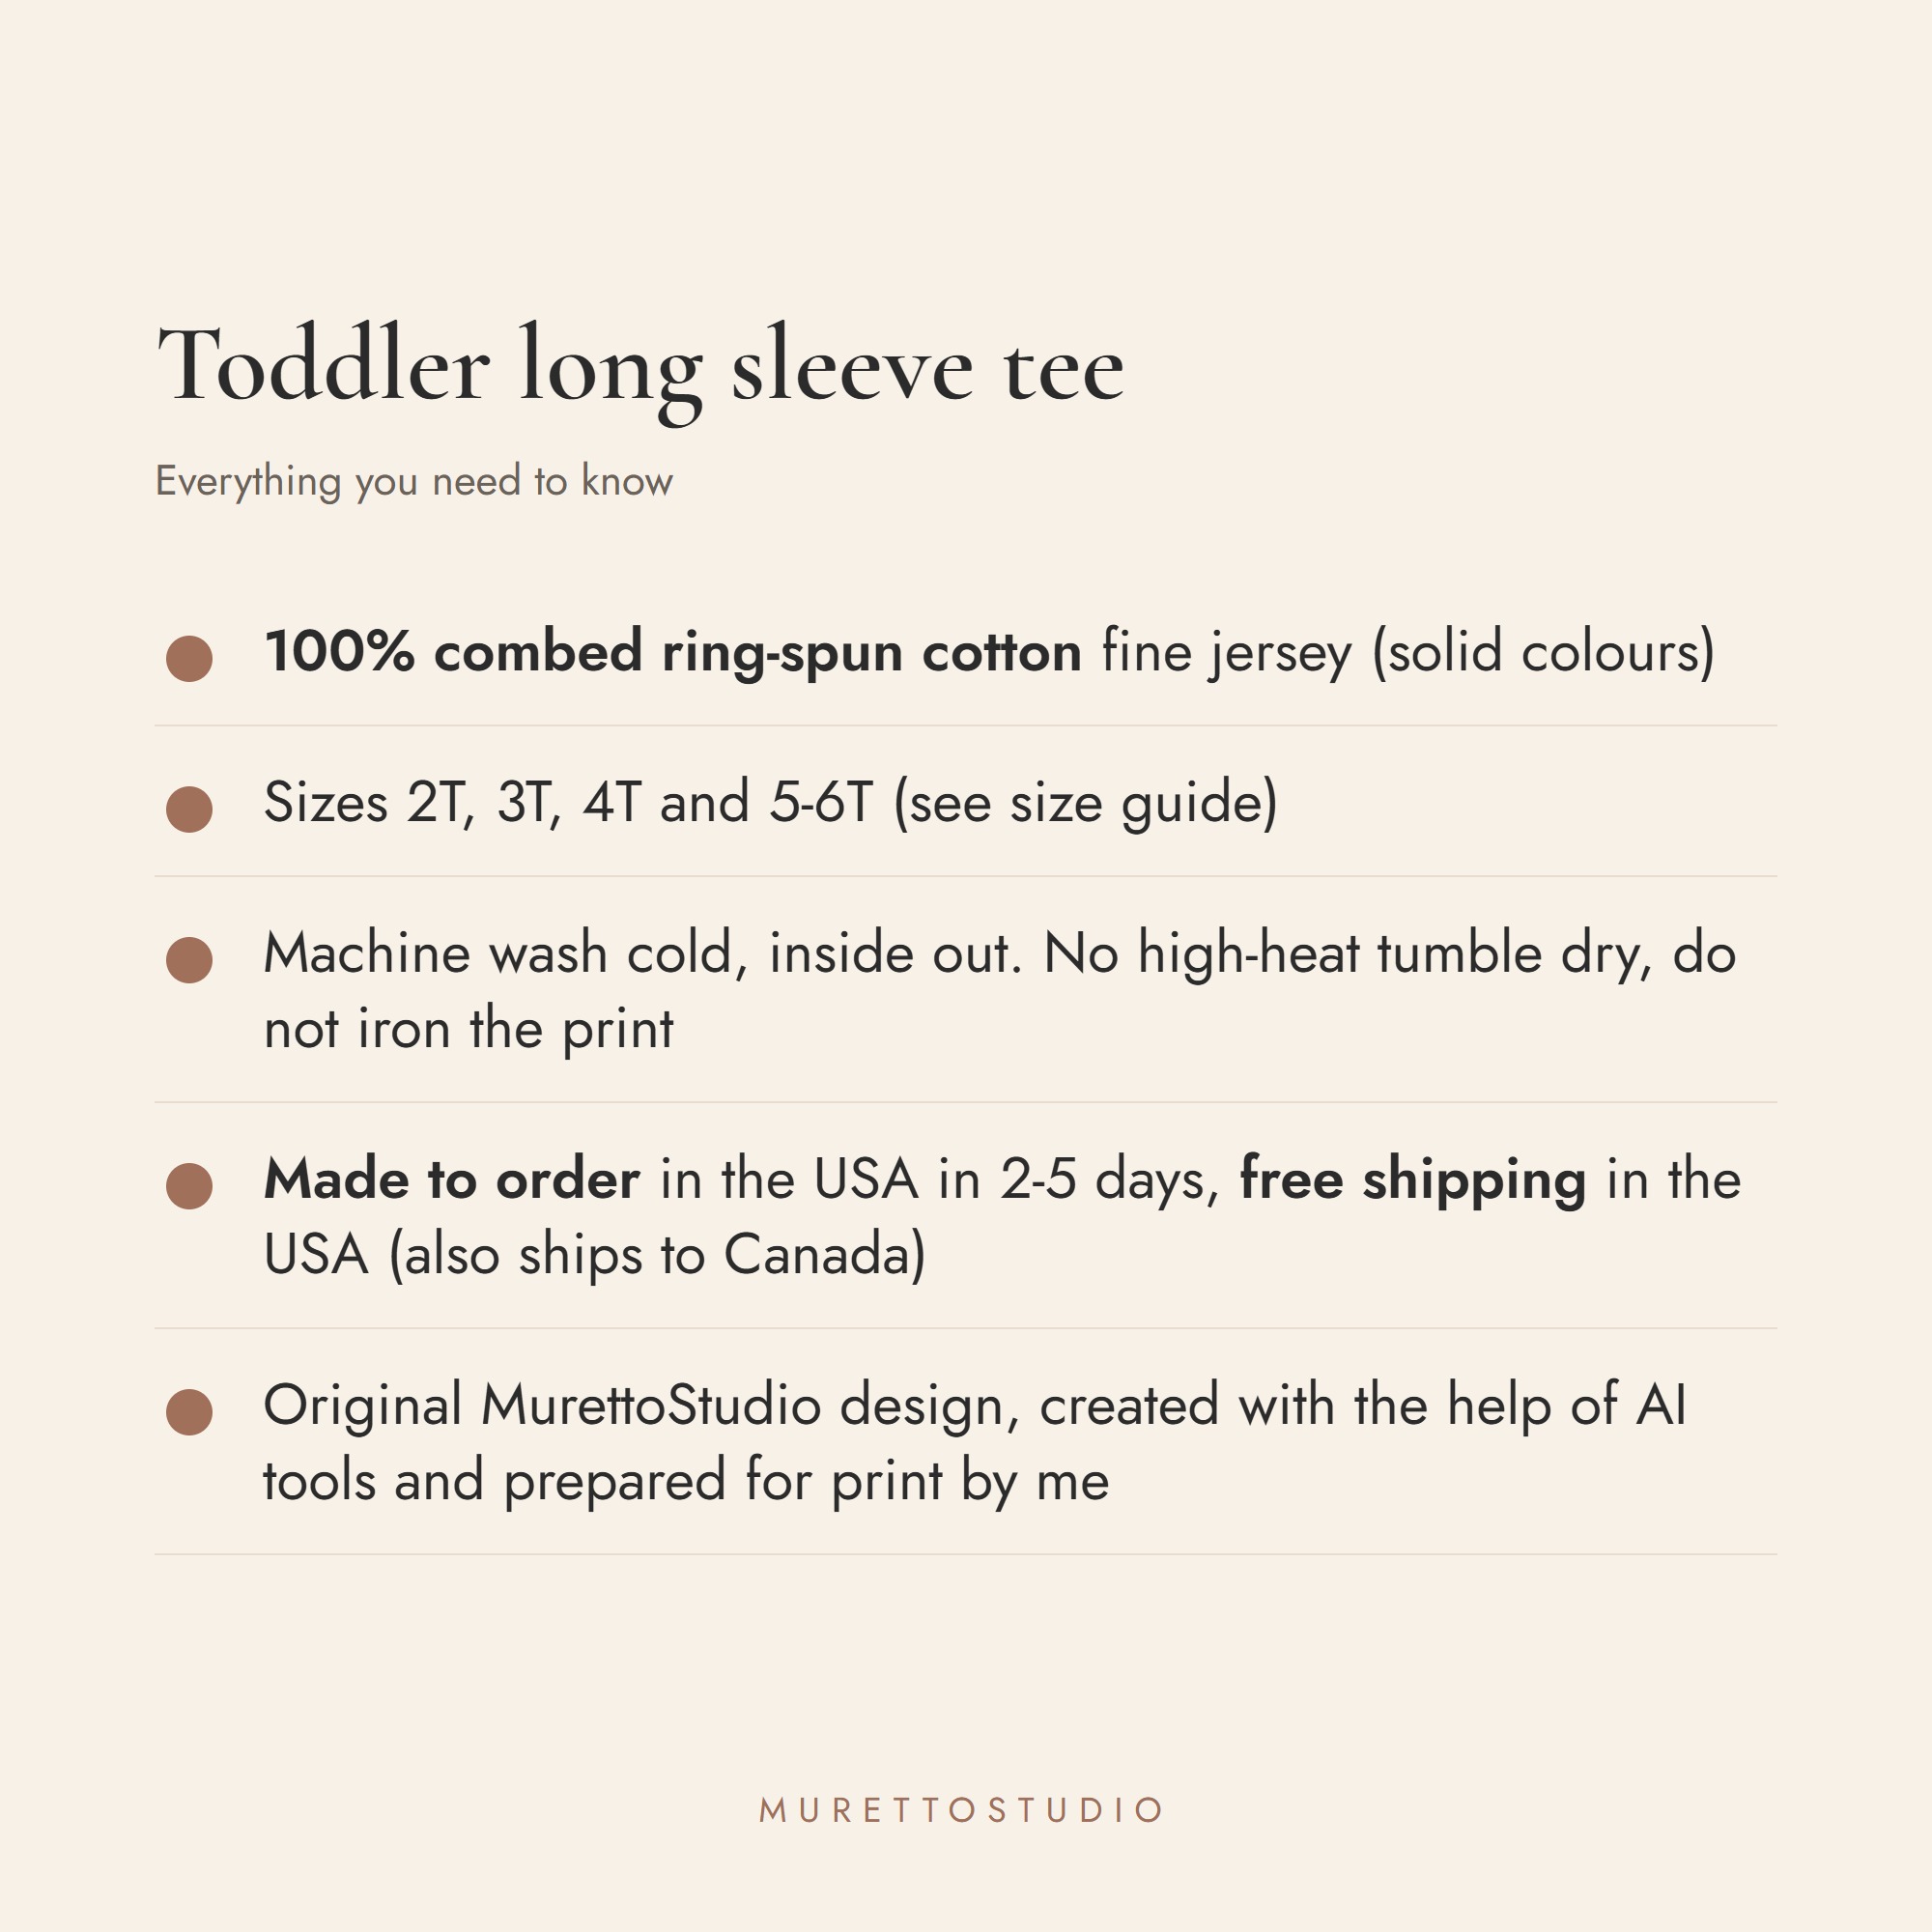 Toddler long sleeve tee
Everything you need to know
100% combed ring-spun cotton fine jersey (solid colours)
Sizes 2T, 3T, 4T and 5-6T (see size guide)
Machine wash cold, inside out. No high-heat tumble dry, do
not iron the print
Made to order in the USA in 2-5 days, free shipping in the
USA (also ships to Canada)
Original MurettoStudio design, created with the help of AI
tools and prepared for print by me
MURETTOSTUDIO